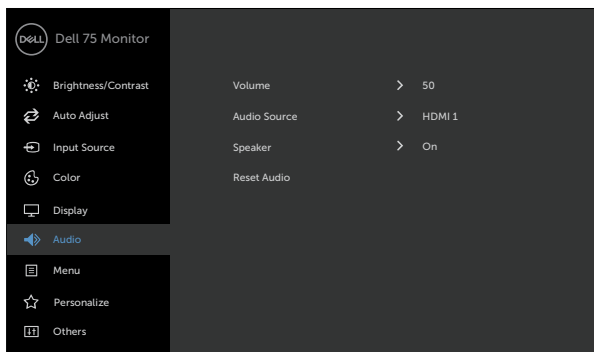 DELL Dell 75 Monitor
Brightness/Contrast Volume 50
Auto Adjust Audio Source HDMI 1
Input Source Speaker On
Color Reset Audio
Display
Audio
Menu
Personalize
Others